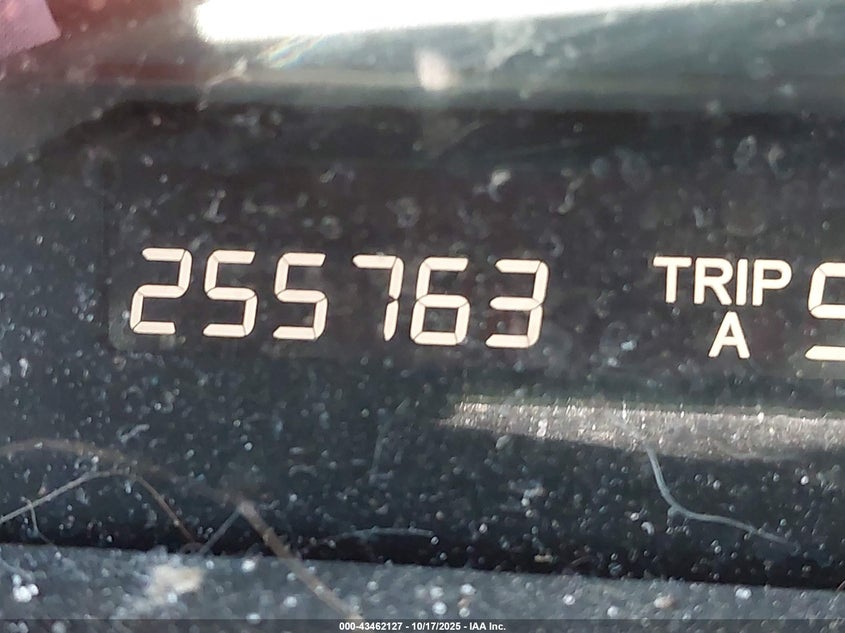 255763 TRIP
A
000-43462127 - 10/17/2025 - IAA Inc.